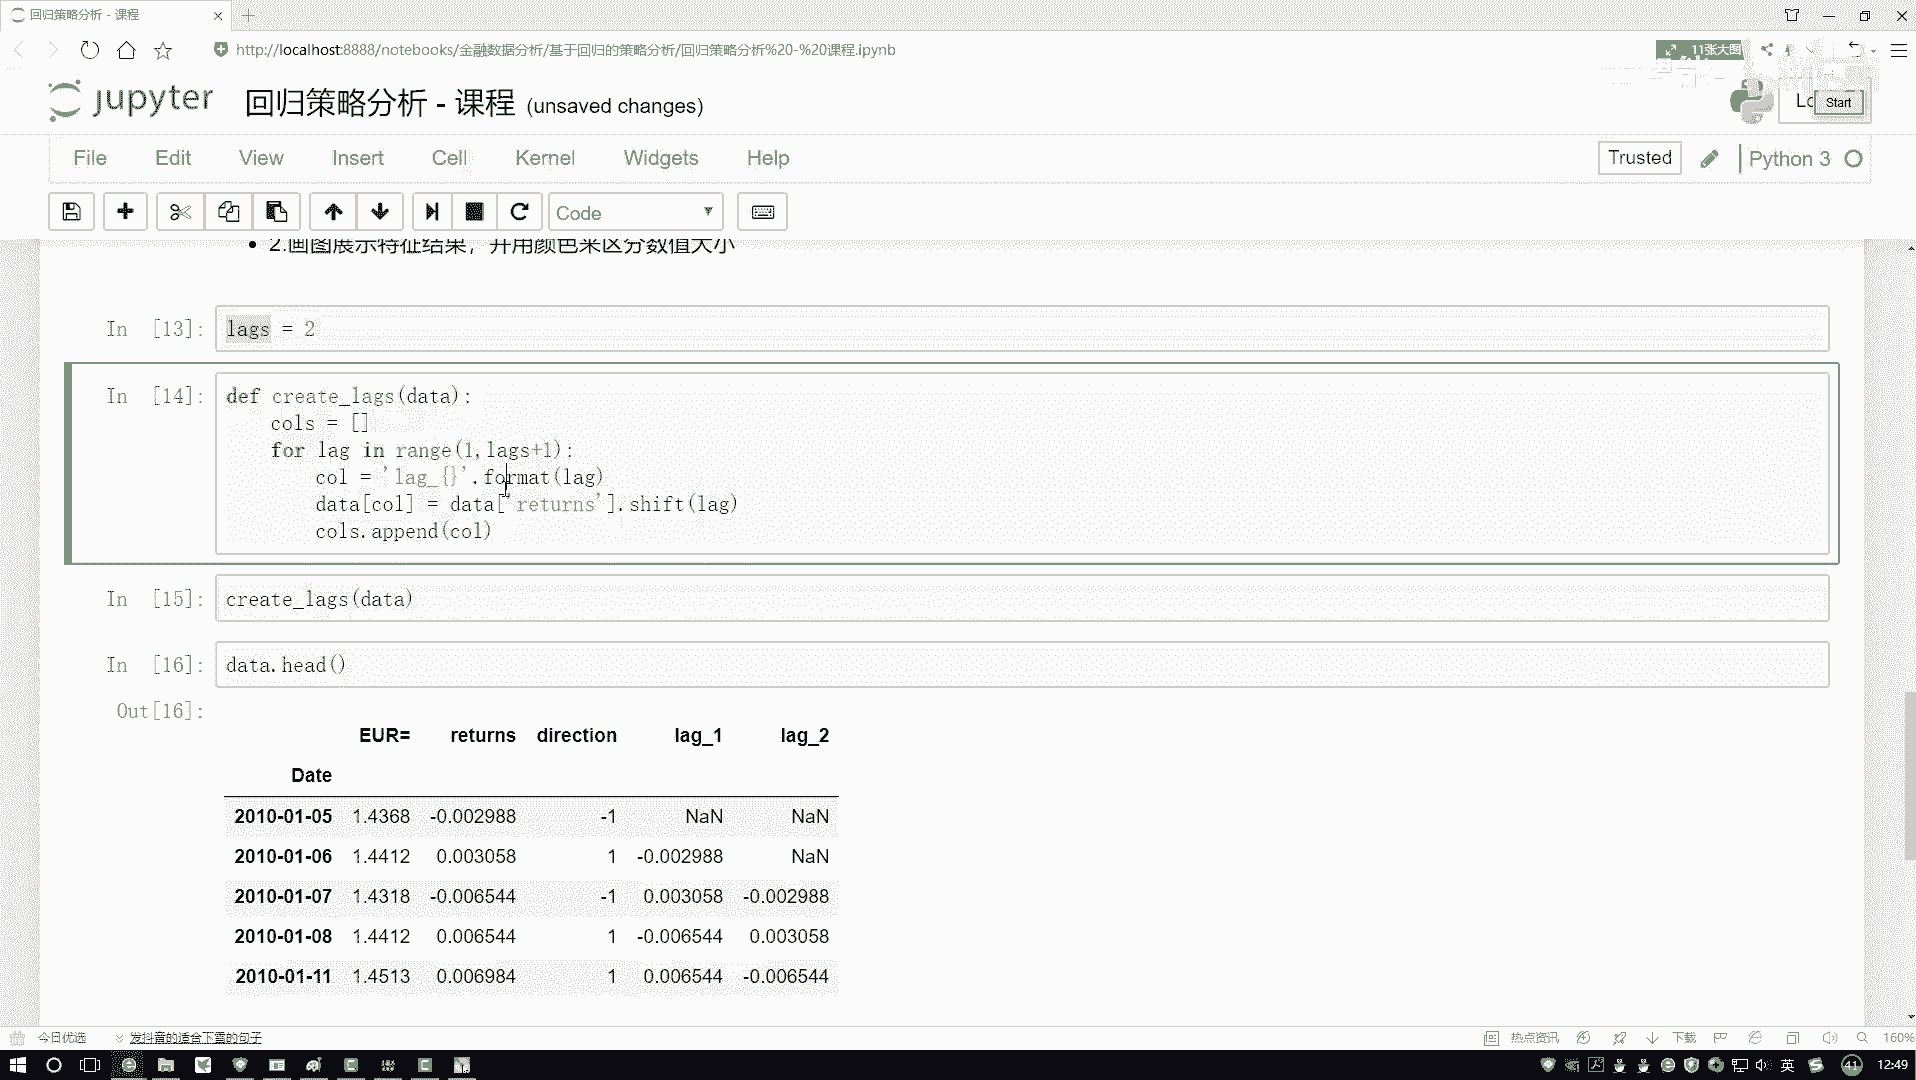 回归策略分析 - 课程
http://localhost:8888/notebooks/金融数据分析/基于回归的策略分析/回归策略分析%20-%20课程.ipynb
11张大图
jupyter 回归策略分析 - 课程 (unsaved changes)
Start
File Edit View Insert Cell Kernel Widgets Help
Trusted
Python 3
Code
2.画图展示特征结果，并用颜色来区分数值大小
In [13]: lags = 2
In [14]: def create_lags(data):
cols = []
for lag in range(1,lags+1):
col = 'lag_{}'.format(lag)
data[col] = data['returns'].shift(lag)
cols.append(col)
In [15]: create_lags(data)
In [16]: data.head()
Out[16]:
EUR= returns direction lag_1 lag_2
Date
2010-01-05 1.4368 -0.002988 -1 NaN NaN
2010-01-06 1.4412 0.003058 1 -0.002988 NaN
2010-01-07 1.4318 -0.006544 -1 0.003058 -0.002988
2010-01-08 1.4412 0.006544 1 -0.006544 0.003058
2010-01-11 1.4513 0.006984 1 0.006544 -0.006544
今日优选 发抖音的适合下雪的句子
热点资讯 下载 160%
英 41 12:49